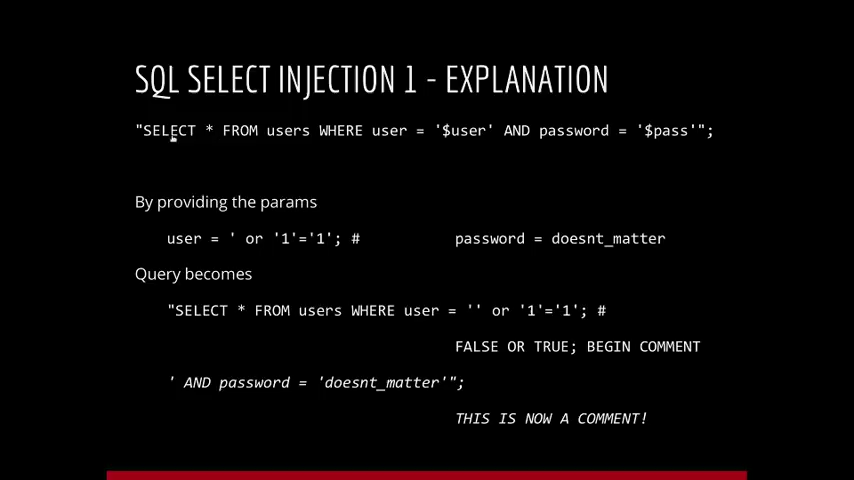 SQL SELECT INJECTION 1 - EXPLANATION
"SELECT * FROM users WHERE user = '$user' AND password = '$pass'";
By providing the params
user = ' or '1'='1'; # password = doesnt_matter
Query becomes
"SELECT * FROM users WHERE user = '' or '1'='1'; #
FALSE OR TRUE; BEGIN COMMENT
' AND password = 'doesnt_matter'";
THIS IS NOW A COMMENT!